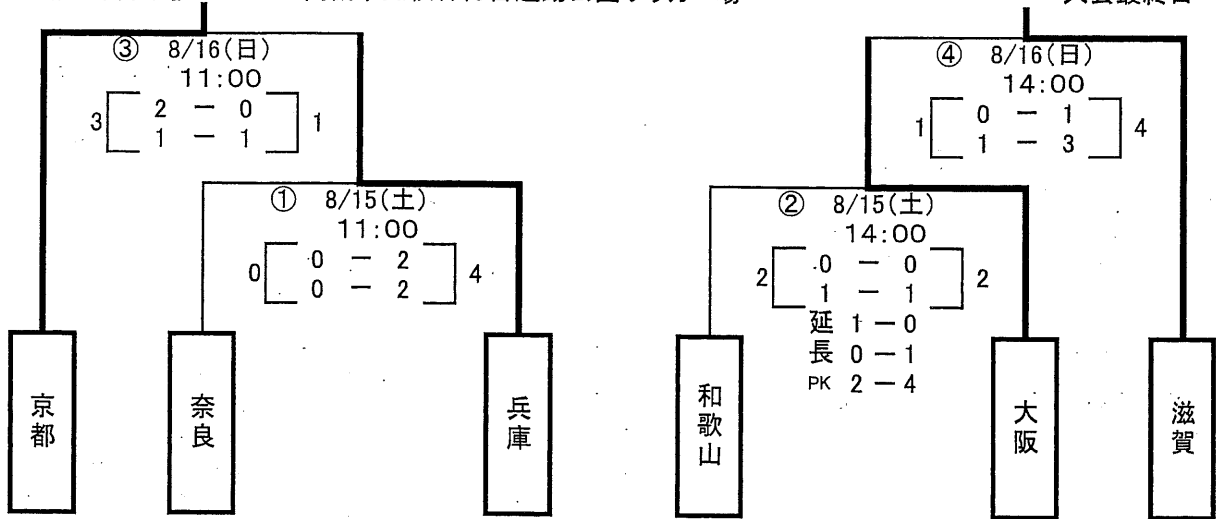 ③ 8/16(日)
11:00
3 2 － 0 1
1 － 1
④ 8/16(日)
14:00
1 0 － 1 4
1 － 3
① 8/15(土)
11:00
0 0 － 2 4
0 － 2
② 8/15(土)
14:00
2 0 － 0 2
1 － 1
延 1－0
長 0－1
PK 2－4
京都
奈良
兵庫
和歌山
大阪
滋賀